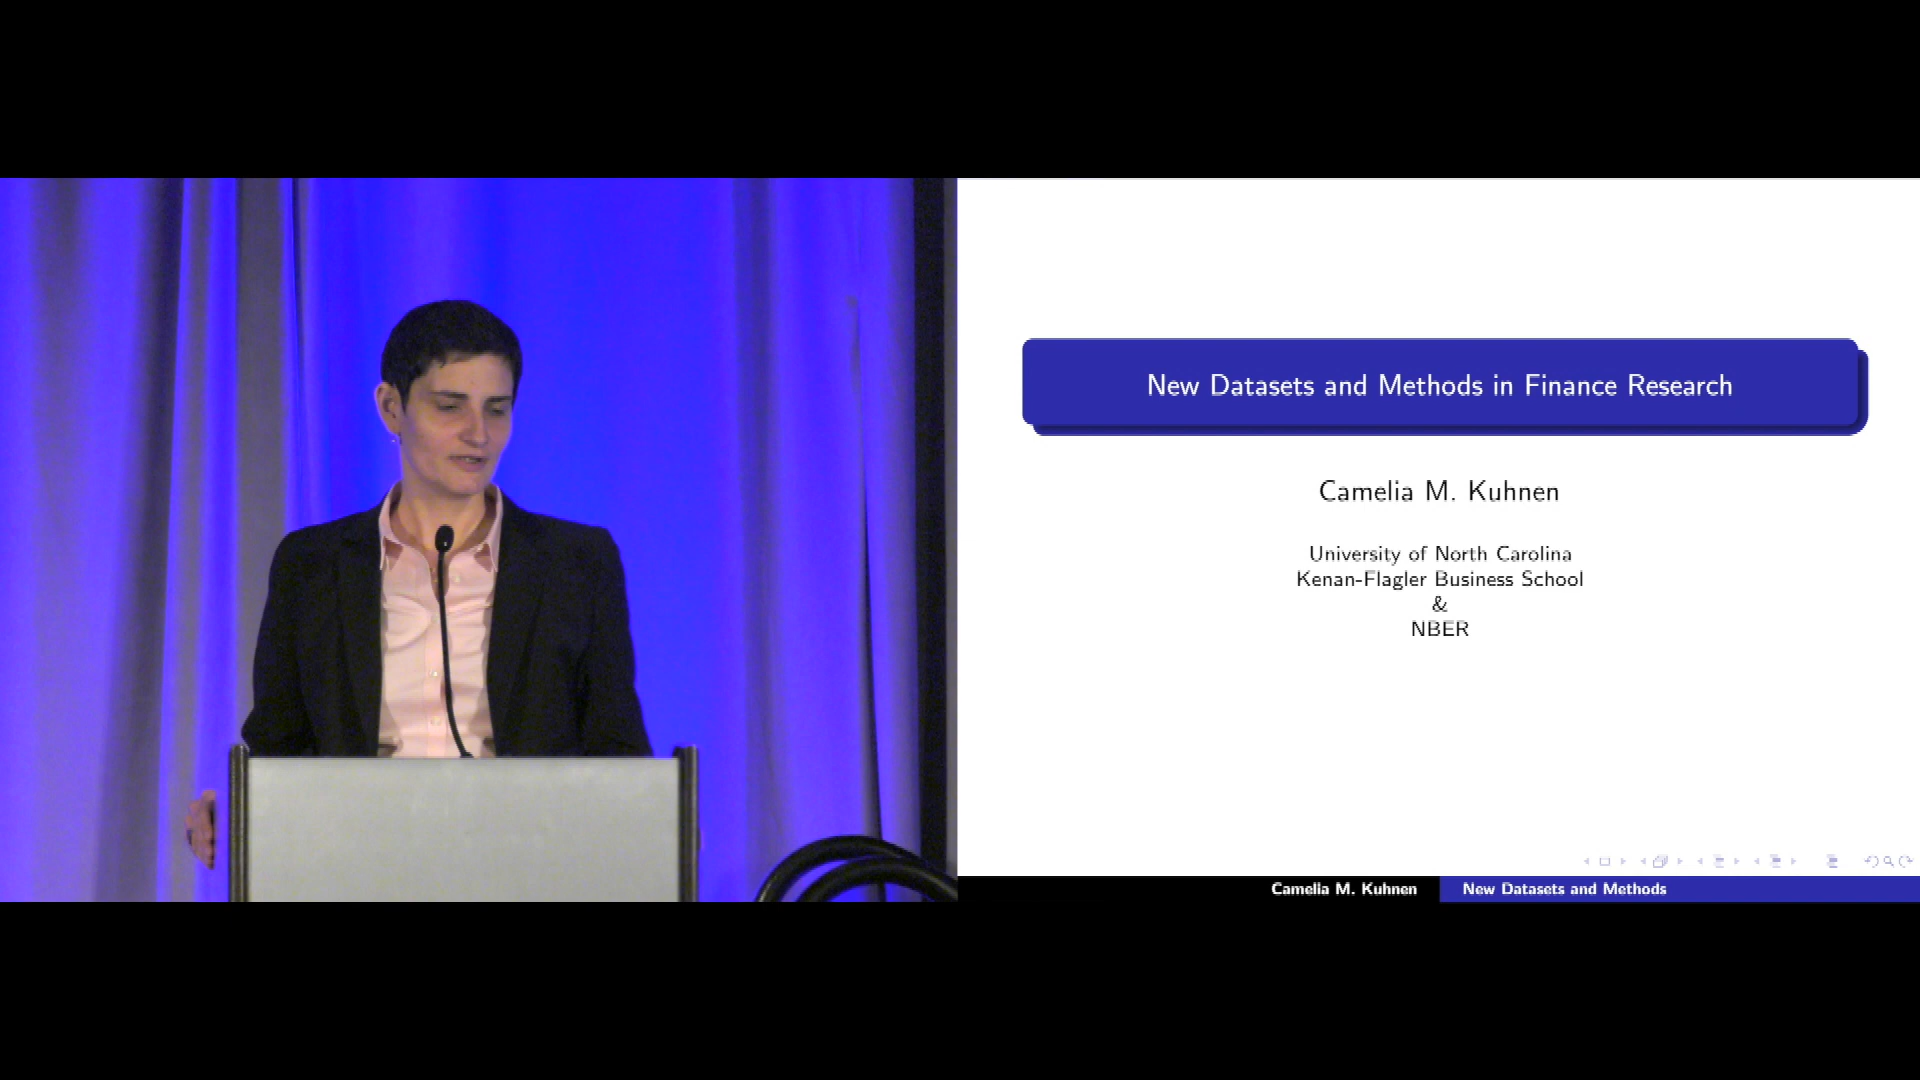 New Datasets and Methods in Finance Research
Camelia M. Kuhnen
University of North Carolina
Kenan-Flagler Business School
&
NBER
Camelia M. Kuhnen
New Datasets and Methods